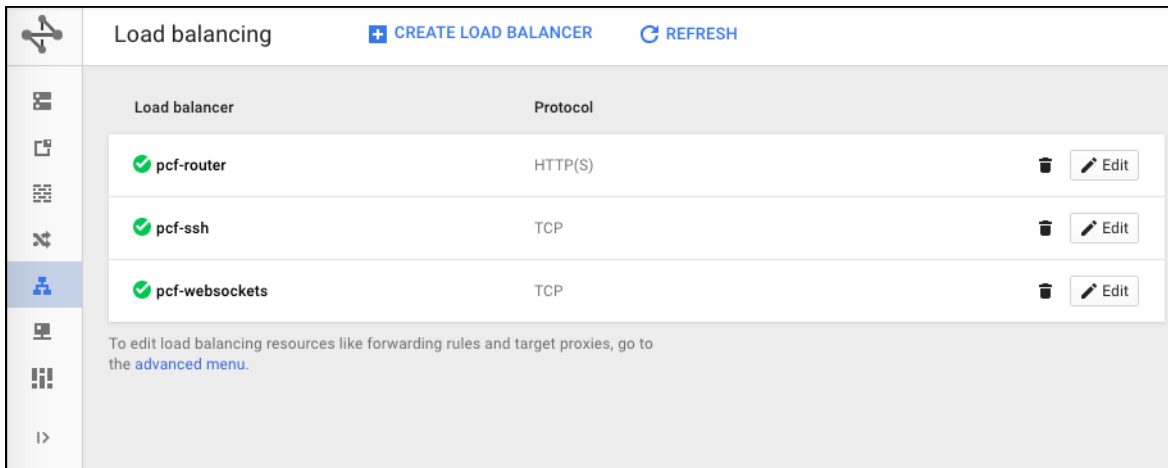 Load balancing CREATE LOAD BALANCER REFRESH
Load balancer Protocol
pcf-router HTTP(S) Edit
pcf-ssh TCP Edit
pcf-websockets TCP Edit
To edit load balancing resources like forwarding rules and target proxies, go to
the advanced menu.